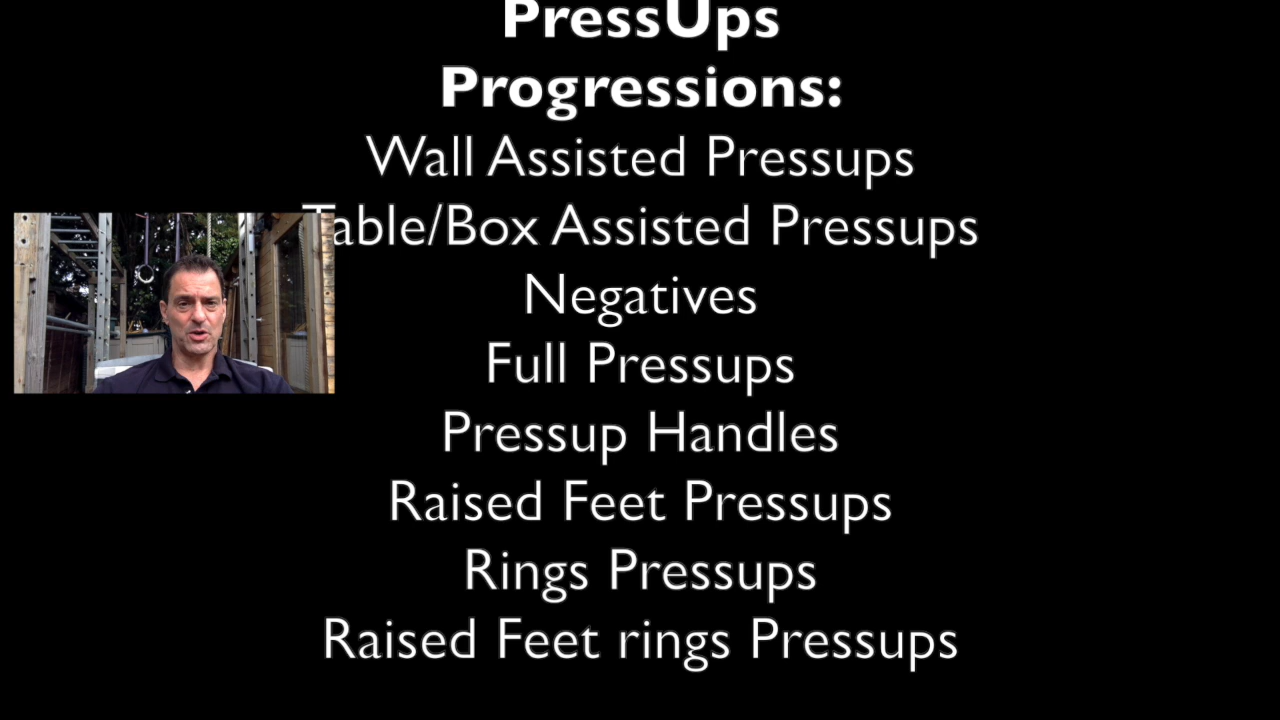 PressUps
Progressions:
Wall Assisted Pressups
Table/Box Assisted Pressups
Negatives
Full Pressups
Pressup Handles
Raised Feet Pressups
Rings Pressups
Raised Feet rings Pressups